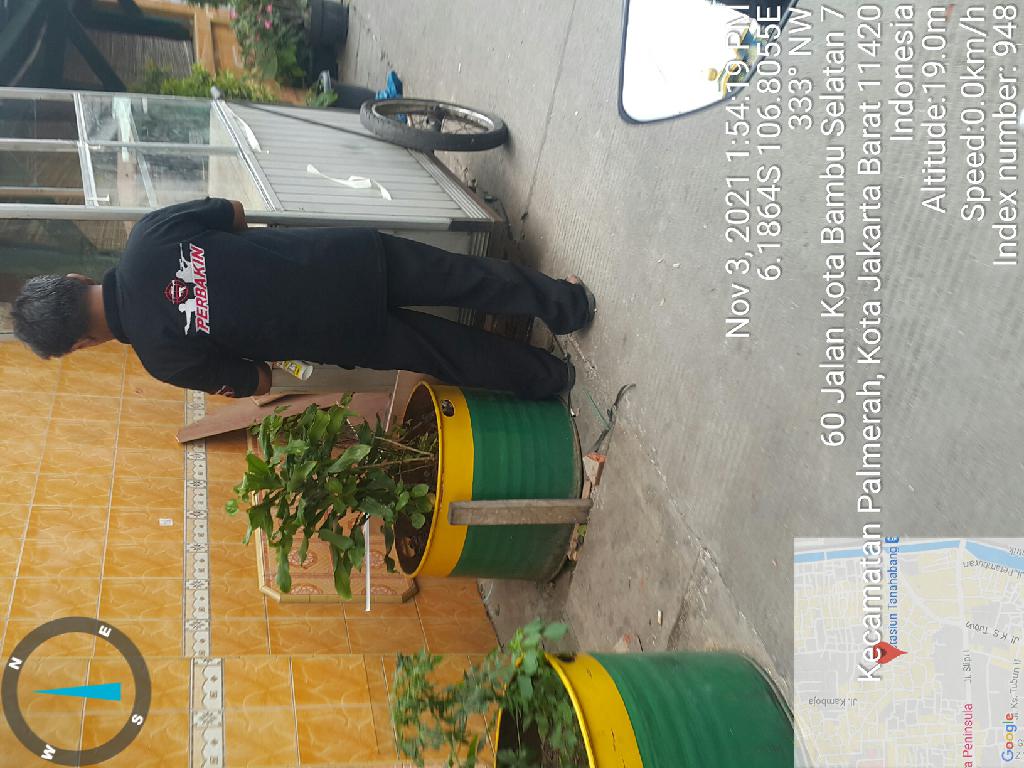 N
W
E
S
PERBAKIN
Nov 3, 2021 1:54:19 PM
6.1864S 106.8055E
333° NW
60 Jalan Kota Bambu Selatan 7
Kecamatan Palmerah, Kota Jakarta Barat 11420
Indonesia
Altitude:19.0m
Speed:0.0km/h
Index number: 948
Jl. Kamboja
stasiun Tanahabang
a Peninsula
Jl. Slipi I
Jl. K.S. Tubun
Jl. Ks. Tubun II
Google